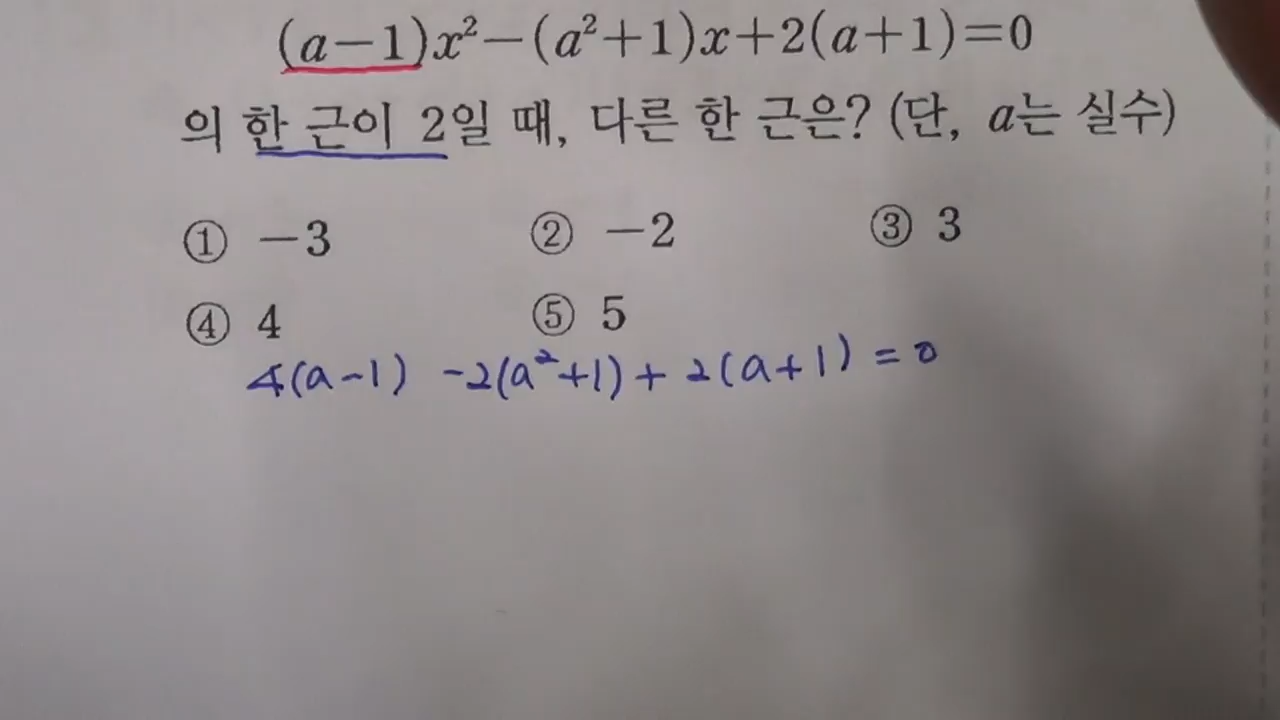 (a−1)x²−(a²+1)x+2(a+1)=0
의 한 근이 2일 때, 다른 한 근은? (단, a는 실수)
① −3 ② −2 ③ 3
④ 4 ⑤ 5
4(a-1) -2(a²+1)+2(a+1)=0